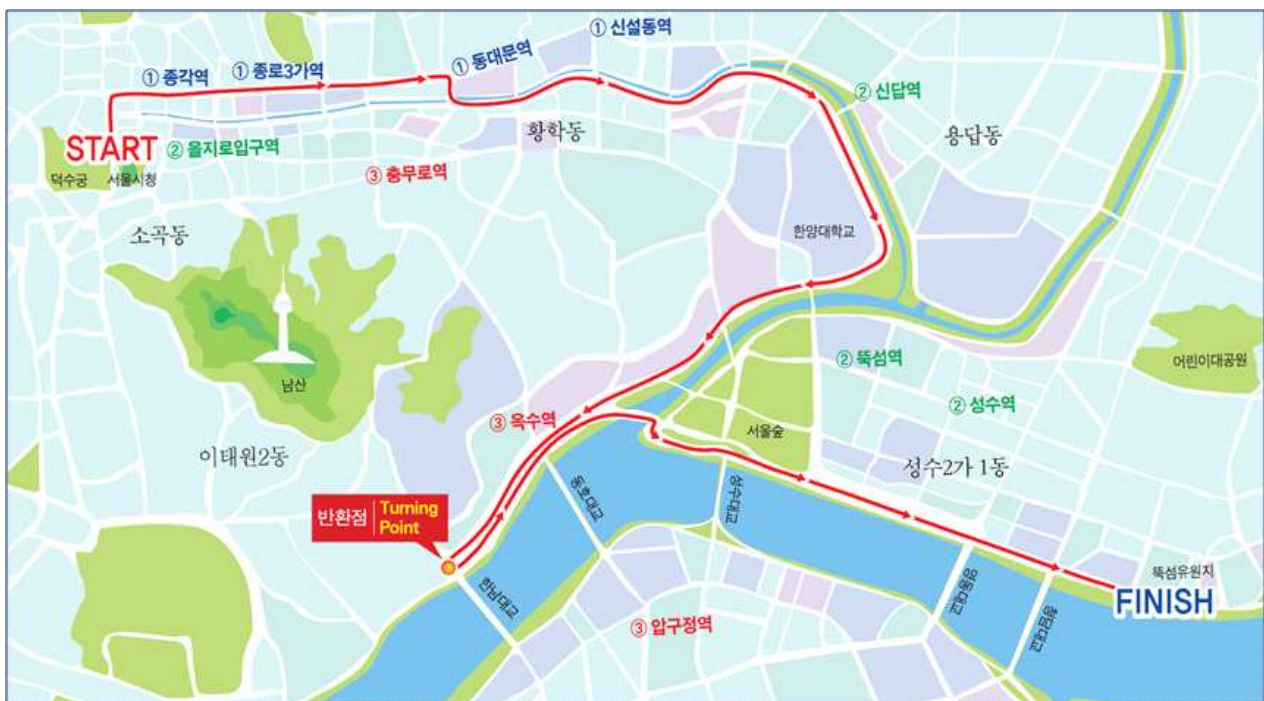 ① 신설동역
① 종각역
① 종로3가역
① 동대문역
② 신답역
START
② 을지로입구역
황학동
용답동
덕수궁
서울시청
③ 충무로역
소곡동
한양대학교
남산
② 뚝섬역
어린이대공원
③ 옥수역
② 성수역
이태원2동
서울숲
성수2가 1동
반환점
Turning
Point
동호대교
성수대교
한남대교
영동대교
청담대교
뚝섬유원지
FINISH
③ 압구정역